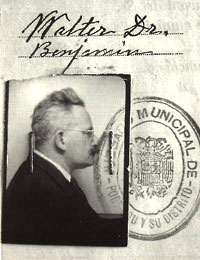 Walter Dr.
Benjamin
MUNICIPAL DE
Y SU DISTRITO